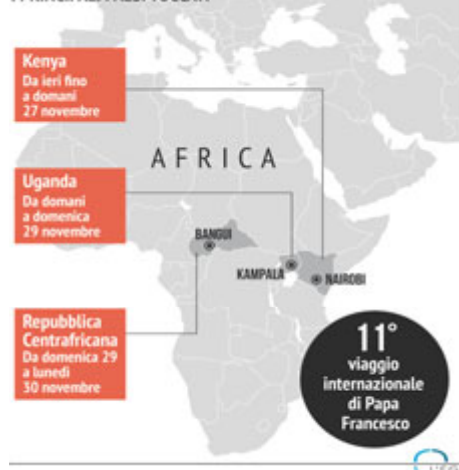 Kenya
Da ieri fino
a domani
27 novembre
AFRICA
Uganda
Da domani
a domenica
29 novembre
BANGUI
KAMPALA
NAIROBI
Repubblica
Centrafricana
Da domenica 29
a lunedì
30 novembre
11°
viaggio
internazionale
di Papa
Francesco